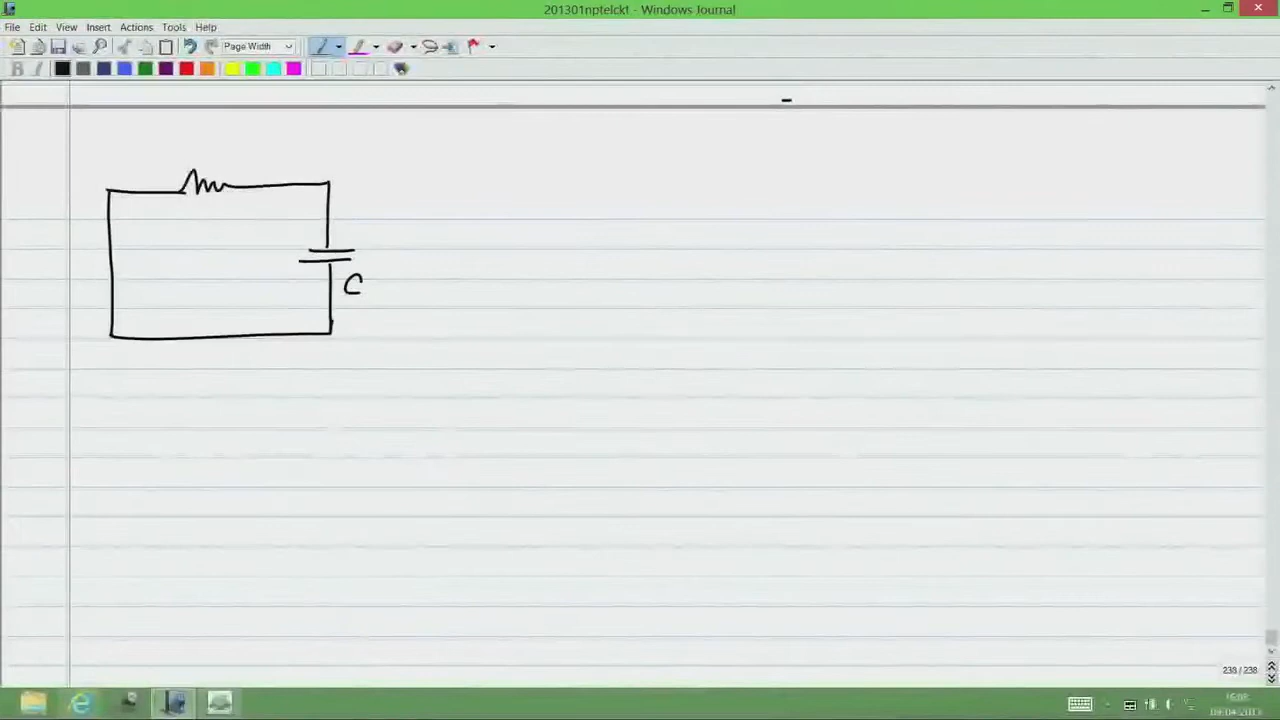 201301nptelckt - Windows Journal
File Edit View Insert Actions Tools Help
Page Width
B I
C
238 / 238